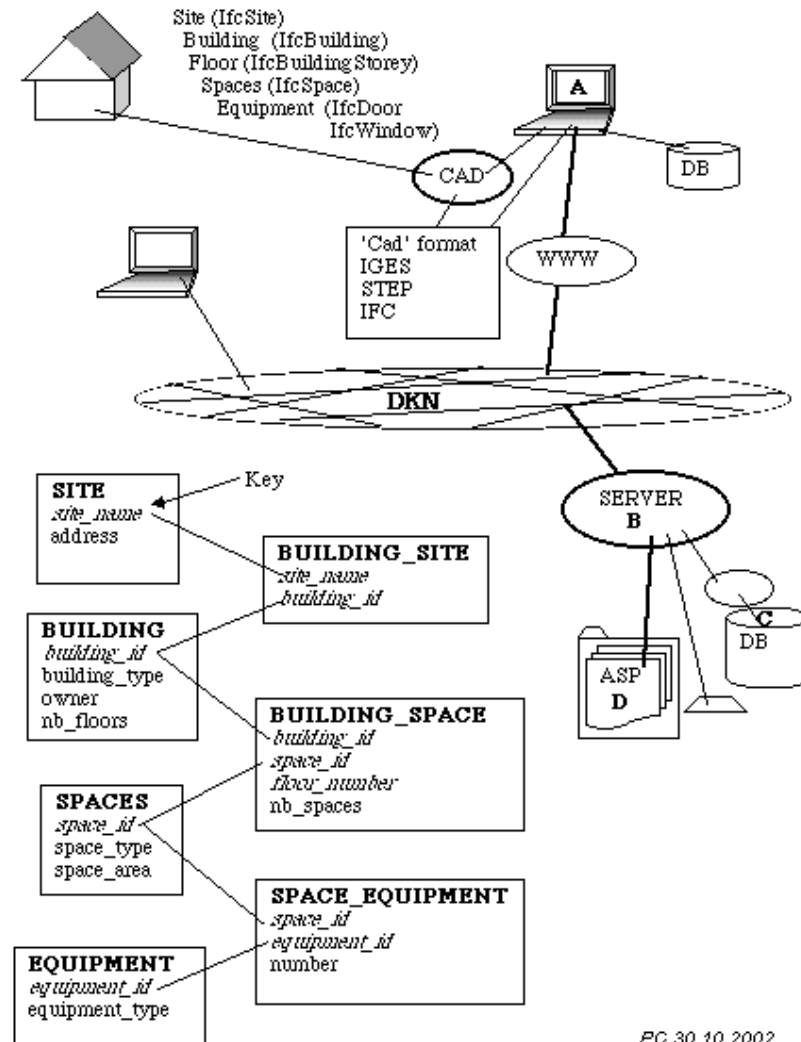 Site (IfcSite)
Building (IfcBuilding)
Floor (IfcBuildingStorey)
Spaces (IfcSpace)
Equipment (IfcDoor
IfcWindow)
A
DB
CAD
'Cad' format
IGES
STEP
IFC
WWW
DKN
SERVER
B
C
DB
ASP
D
Key
SITE
site_name
address
BUILDING_SITE
site_name
building_id
BUILDING
building_id
building_type
owner
nb_floors
BUILDING_SPACE
building_id
space_id
floor_number
nb_spaces
SPACES
space_id
space_type
space_area
SPACE_EQUIPMENT
space_id
equipment_id
number
EQUIPMENT
equipment_id
equipment_type
PC 30.10.2002